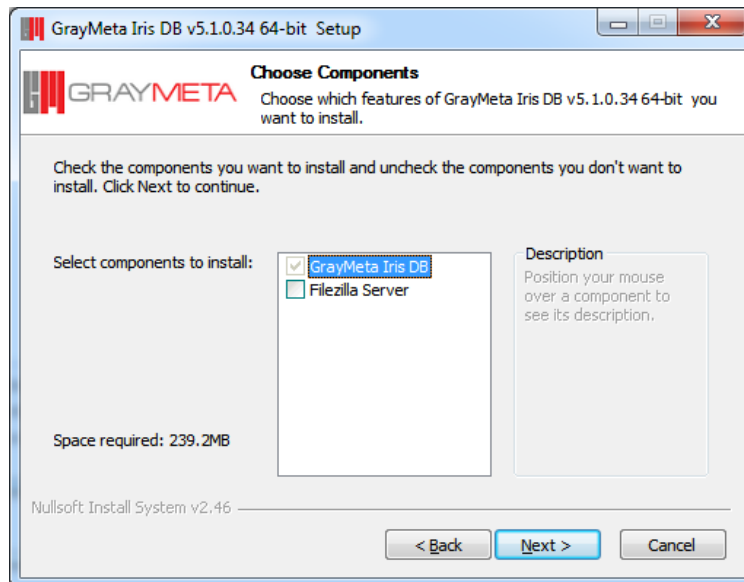 GrayMeta Iris DB v5.1.0.34 64-bit Setup
GRAYMETA
Choose Components
Choose which features of GrayMeta Iris DB v5.1.0.34 64-bit you
want to install.
Check the components you want to install and uncheck the components you don't want to
install. Click Next to continue.
Select components to install:
GrayMeta Iris DB
Filezilla Server
Description
Position your mouse
over a component to
see its description.
Space required: 239.2MB
Nullsoft Install System v2.46
< Back
Next >
Cancel